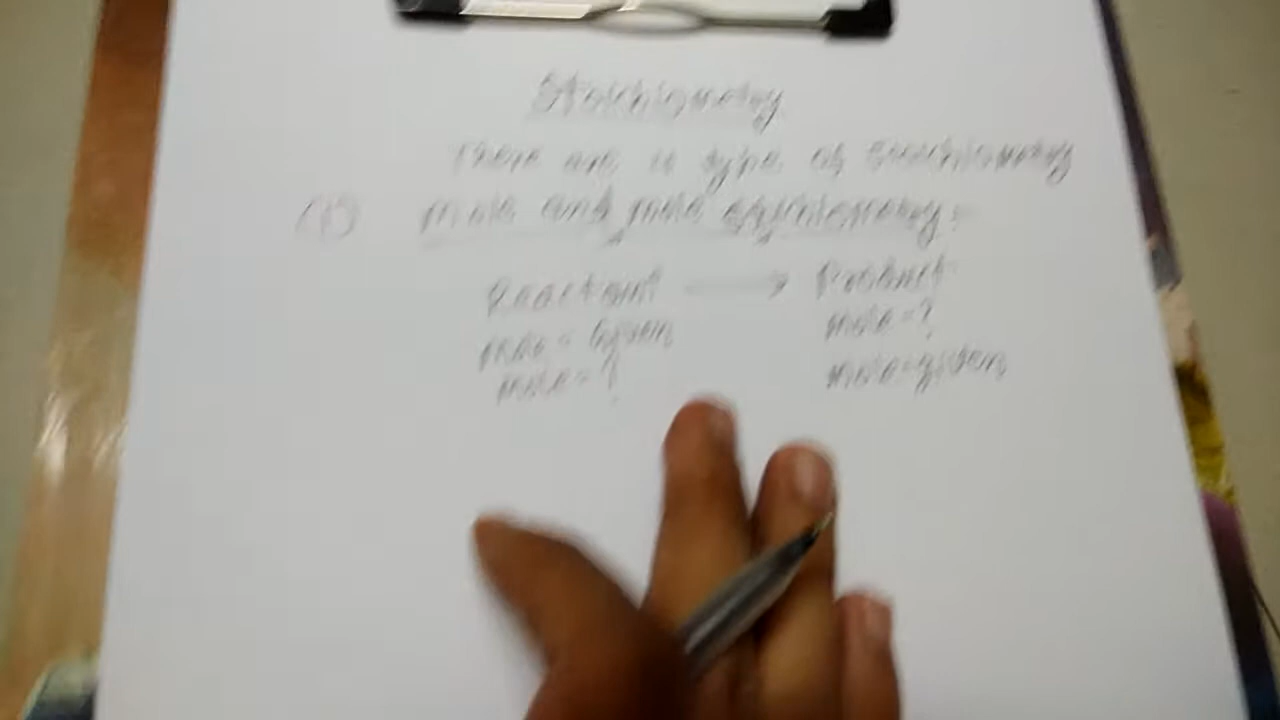 Stoichiometry
There are type of Stoichiometry
(1) mole and mole stoichiometry:
Reactant → Product
mole = Given mole = ?
mole = ? mole = given